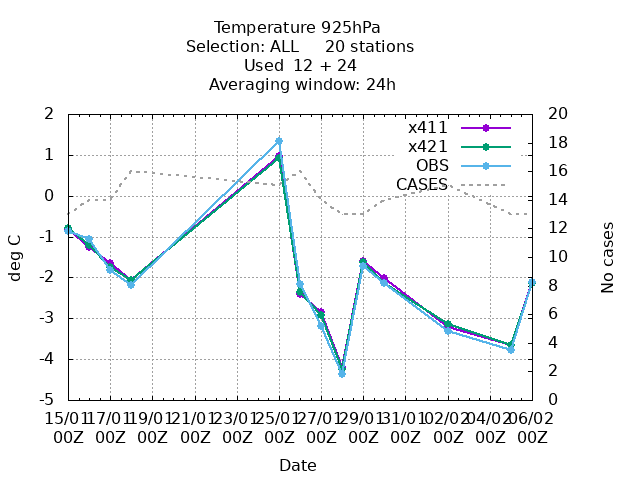 Temperature 925hPa
Selection: ALL     20 stations
Used  12 + 24
Averaging window: 24h
x411
x421
OBS
CASES
deg C
2
1
0
-1
-2
-3
-4
-5
No cases
20
18
16
14
12
10
8
6
4
2
0
15/01 17/01 19/01 21/01 23/01 25/01 27/01 29/01 31/01 02/02 04/02 06/02
00Z 00Z 00Z 00Z 00Z 00Z 00Z 00Z 00Z 00Z 00Z 00Z
Date